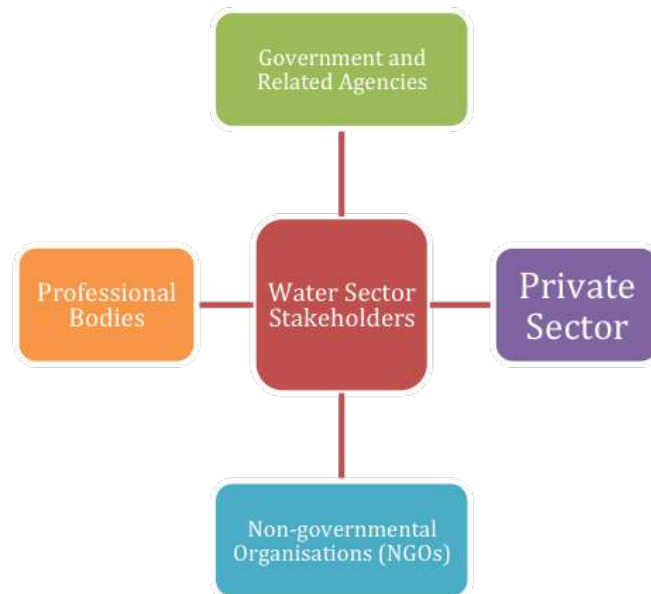 Government and
Related Agencies
Professional
Bodies
Water Sector
Stakeholders
Private
Sector
Non-governmental
Organisations (NGOs)